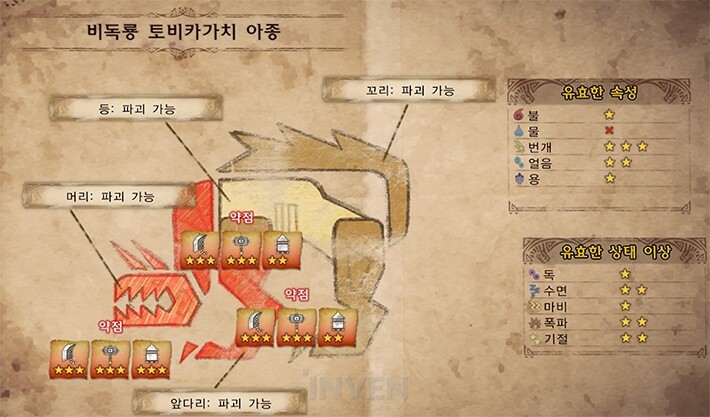 비독룡 토비카가치 아종
꼬리: 파괴 가능
등: 파괴 가능
머리: 파괴 가능
약점
약점
약점
앞다리: 파괴 가능
유효한 속성
불
물
번개
얼음
용
유효한 상태 이상
독
수면
마비
폭파
기절
INVEN